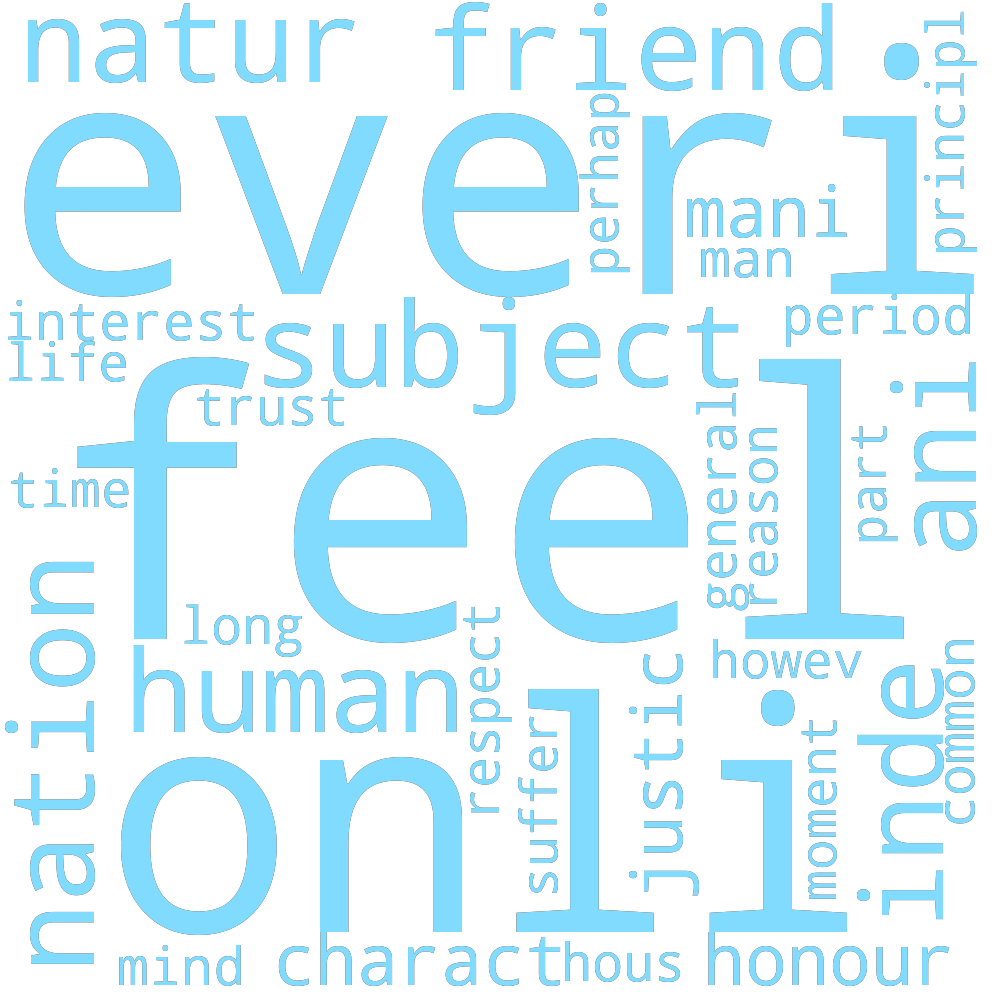 natur
friend
principl
everi
perhap
mani
man
interest
subject
period
life
trust
feel
general
reason
part
ani
time
nation
long
human
respect
howev
justic
inde
common
onli
suffer
moment
mind
charact
hous
honour